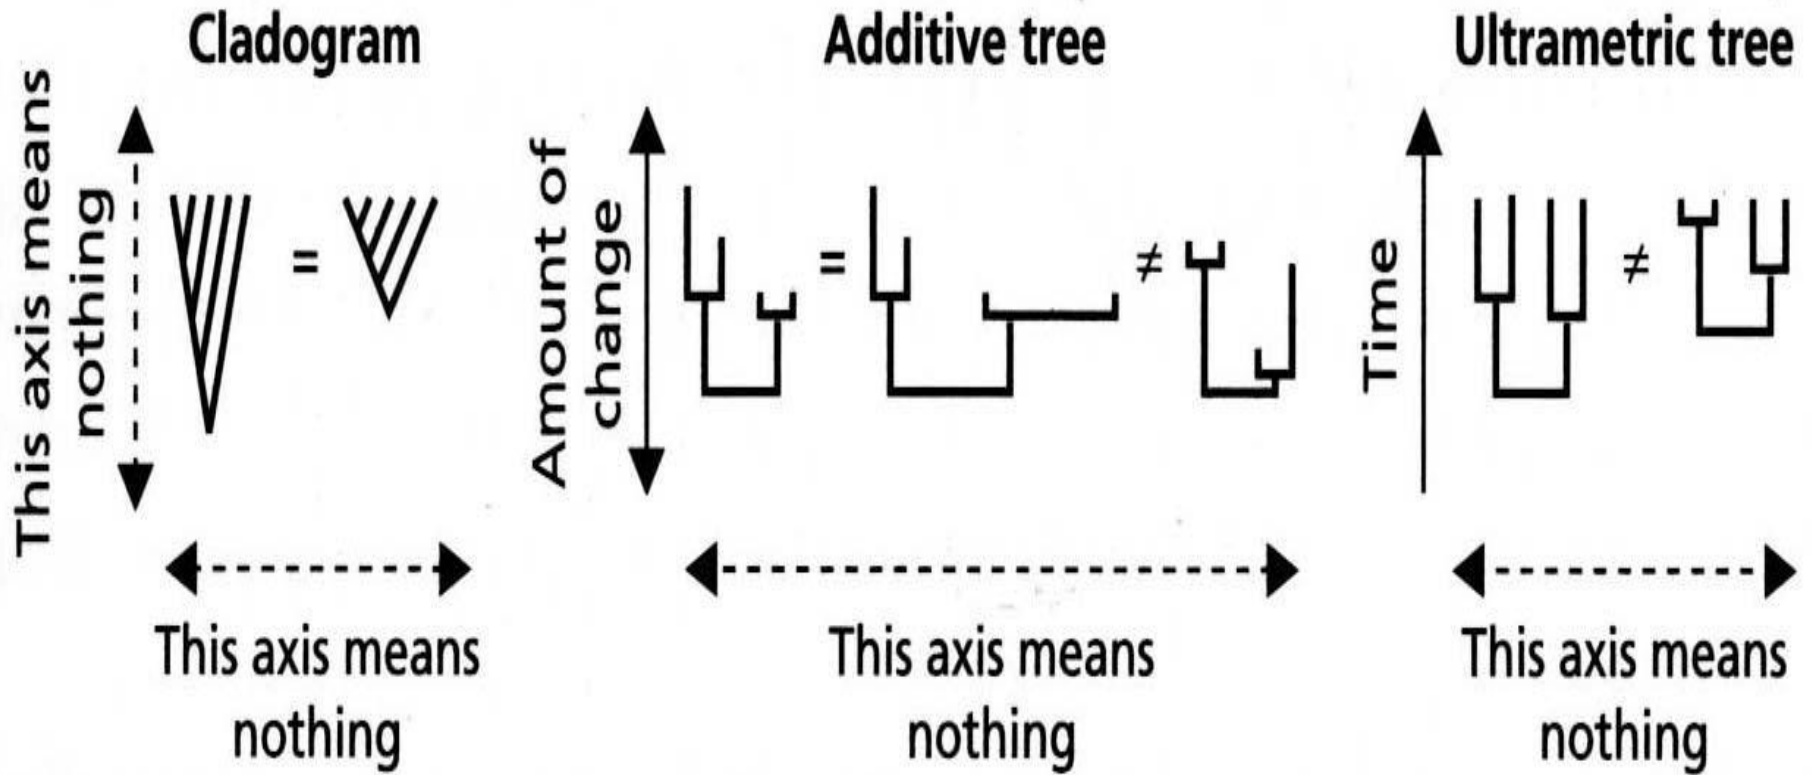 Cladogram
This axis means
nothing
=
This axis means
nothing
Additive tree
Amount of
change
=
≠
This axis means
nothing
Ultrametric tree
Time
≠
This axis means
nothing